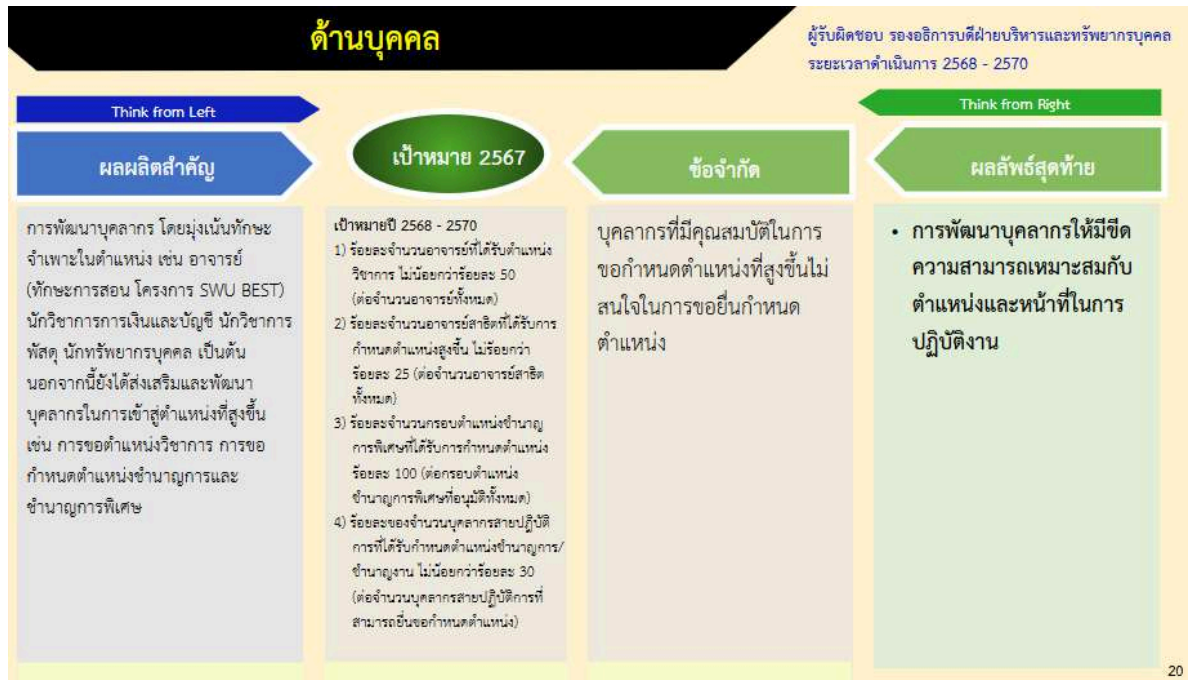 ด้านบุคคล
ผู้รับผิดชอบ รองอธิการบดีฝ่ายบริหารและทรัพยากรบุคคล
ระยะเวลาดำเนินการ 2568 - 2570
Think from Left
Think from Right
ผลผลิตสำคัญ
เป้าหมาย 2567
ข้อจำกัด
ผลลัพธ์สุดท้าย
การพัฒนาบุคลากร โดยมุ่งเน้นทักษะ
จำเพาะในตำแหน่ง เช่น อาจารย์
(ทักษะการสอน โครงการ SWU BEST)
นักวิชาการการเงินและบัญชี นักวิชาการ
พัสดุ นักทรัพยากรบุคคล เป็นต้น
นอกจากนี้ยังได้ส่งเสริมและพัฒนา
บุคลากรในการเข้าสู่ตำแหน่งที่สูงขึ้น
เช่น การขอตำแหน่งวิชาการ การขอ
กำหนดตำแหน่งชำนาญการและ
ชำนาญการพิเศษ
เป้าหมายปี 2568 - 2570
1) ร้อยละจำนวนอาจารย์ที่ได้รับตำแหน่ง
วิชาการ ไม่น้อยกว่าร้อยละ 50
(ต่อจำนวนอาจารย์ทั้งหมด)
2) ร้อยละจำนวนอาจารย์สาธิตที่ได้รับการ
กำหนดตำแหน่งสูงขึ้น ไม่ร้อยกว่า
ร้อยละ 25 (ต่อจำนวนอาจารย์สาธิต
ทั้งหมด)
3) ร้อยละจำนวนกรอบตำแหน่งชำนาญ
การพิเศษที่ได้รับการกำหนดตำแหน่ง
ร้อยละ 100 (ต่อกรอบตำแหน่ง
ชำนาญการพิเศษที่อนุมัติทั้งหมด)
4) ร้อยละของจำนวนบุคลากรสายปฏิบัติ
การที่ได้รับกำหนดตำแหน่งชำนาญการ/
ชำนาญงาน ไม่น้อยกว่าร้อยละ 30
(ต่อจำนวนบุคลากรสายปฏิบัติการที่
สามารถยื่นขอกำหนดตำแหน่ง)
บุคลากรที่มีคุณสมบัติในการ
ขอกำหนดตำแหน่งที่สูงขึ้นไม่
สนใจในการขอยื่นกำหนด
ตำแหน่ง
• การพัฒนาบุคลากรให้มีขีด
ความสามารถเหมาะสมกับ
ตำแหน่งและหน้าที่ในการ
ปฏิบัติงาน
20